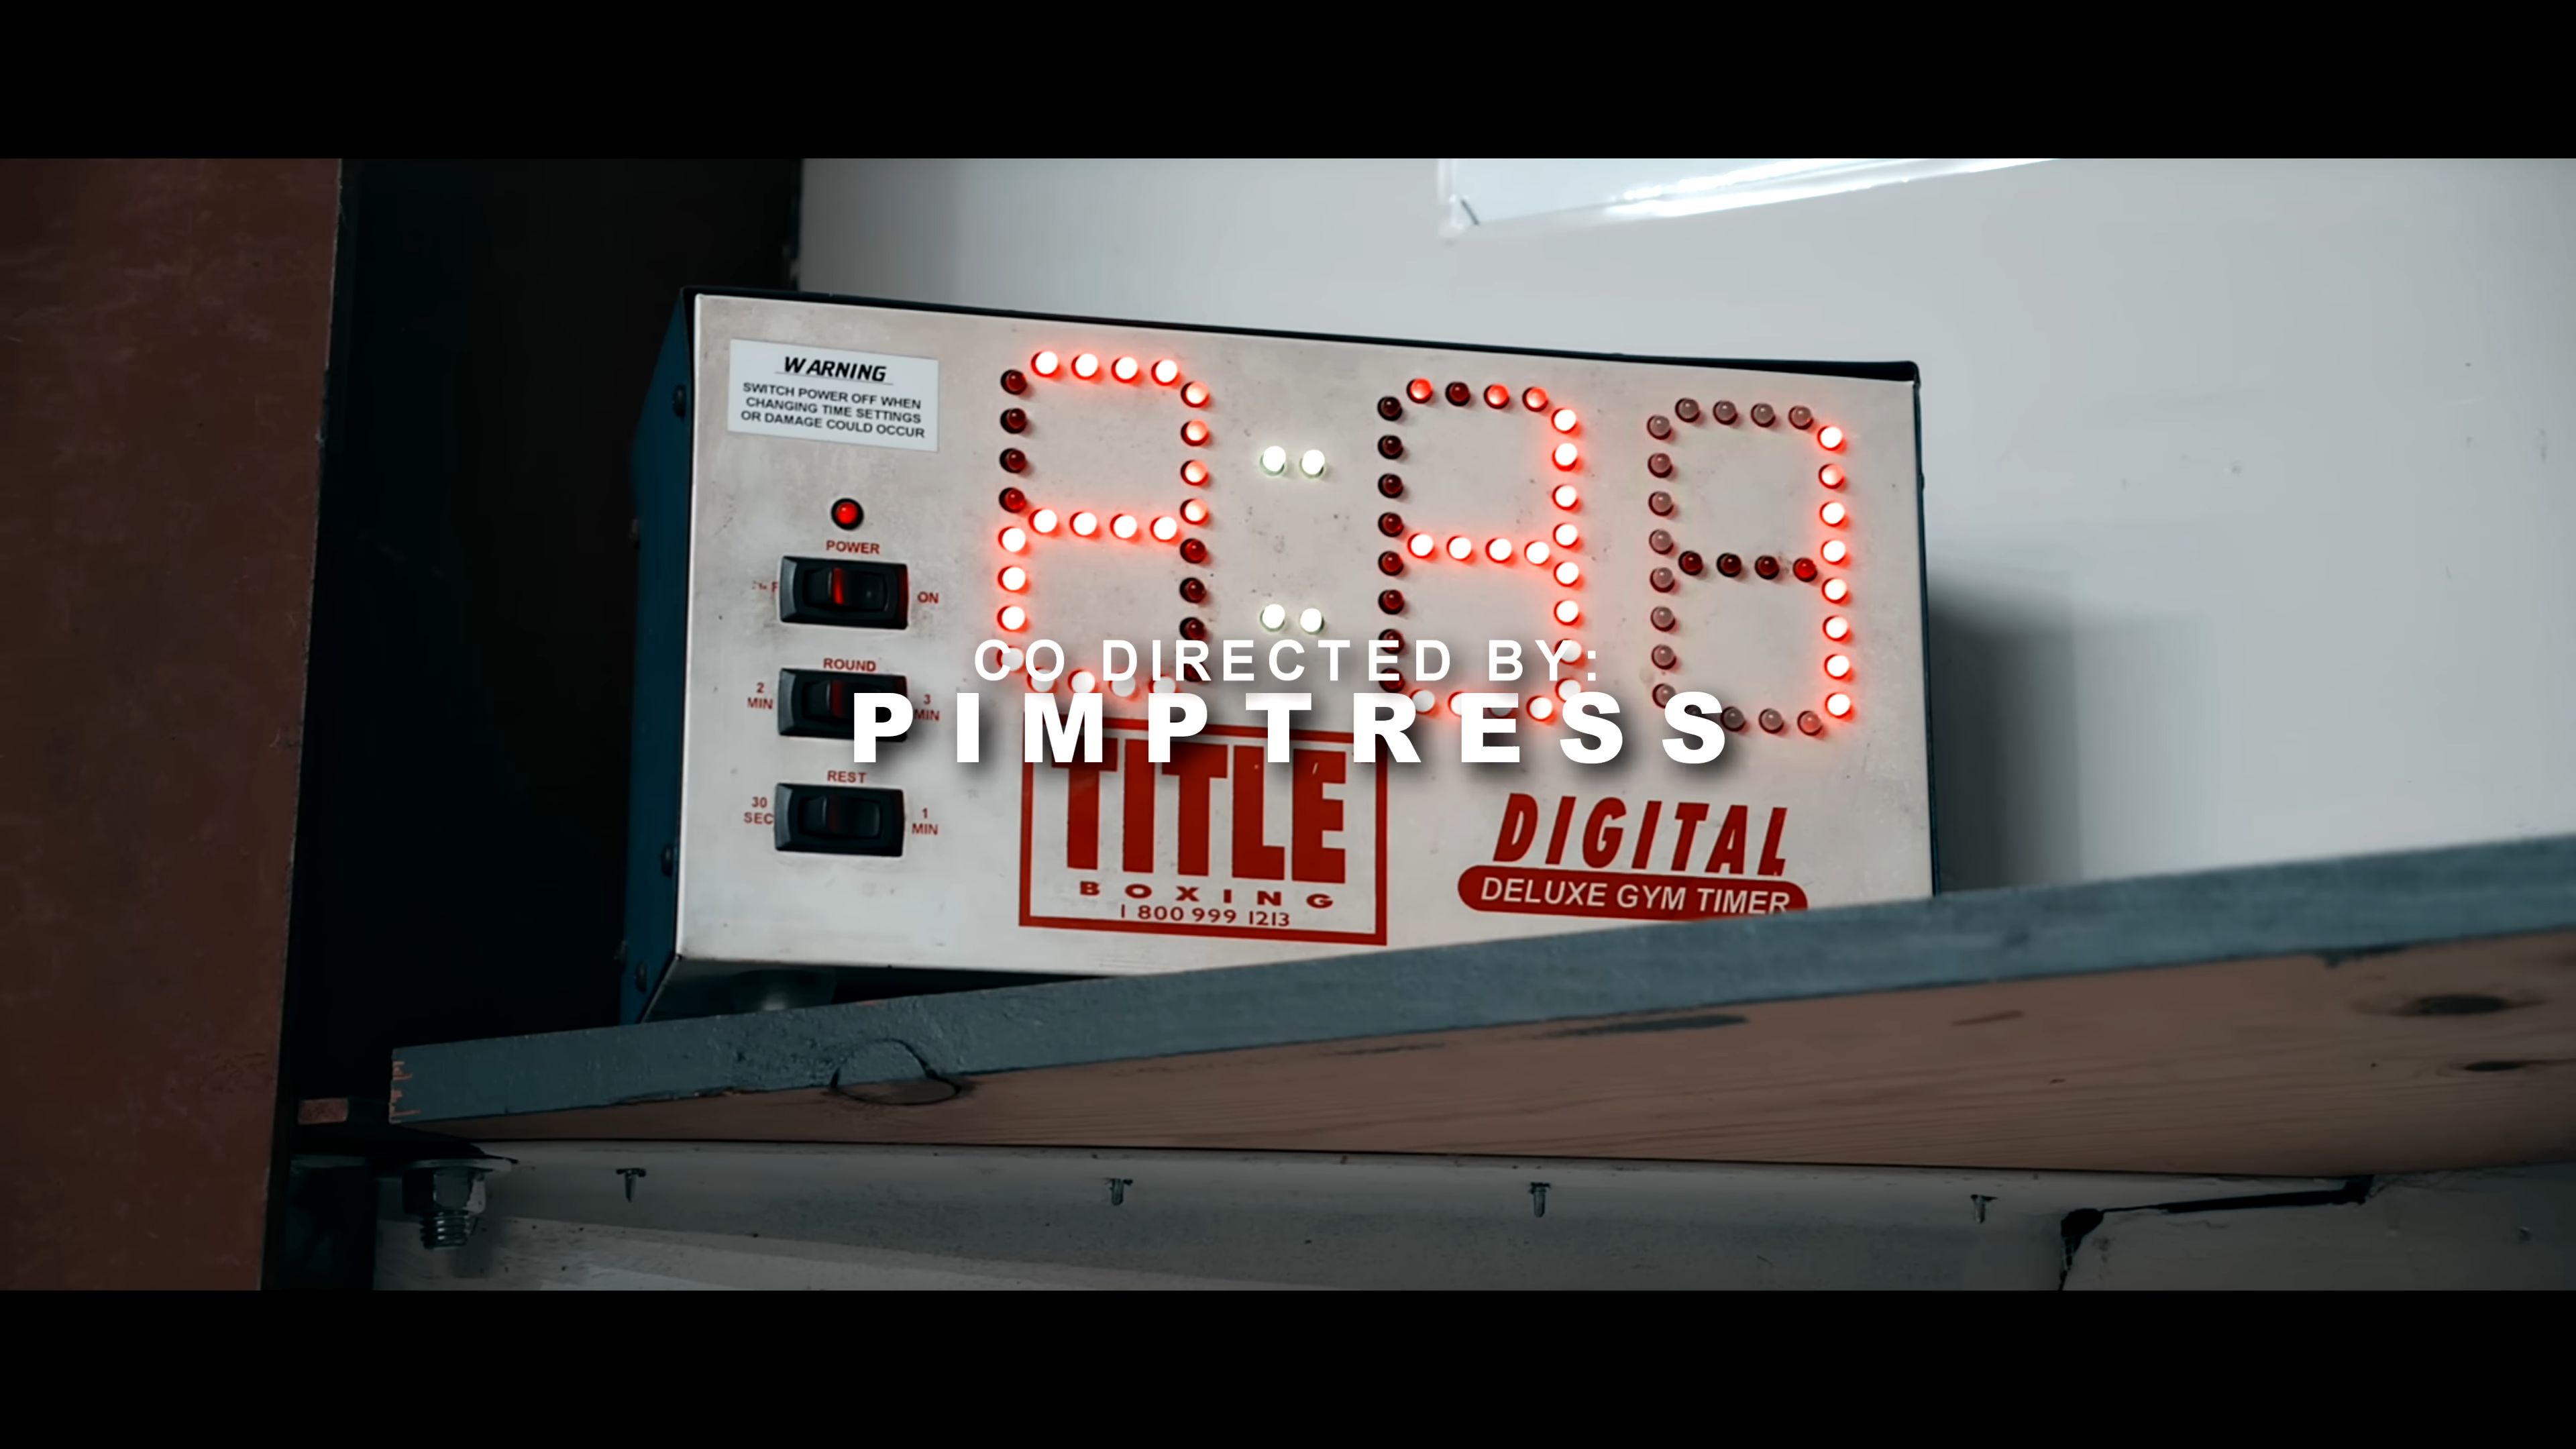 WARNING
SWITCH POWER OFF WHEN
CHANGING TIME SETTINGS
OR DAMAGE COULD OCCUR
POWER
ON
CO DIRECTED BY:
PIMPTRESS
ROUND
2
MIN
3
MIN
REST
30
SEC
1
MIN
TITLE
BOXING
1 800 999 1213
DIGITAL
DELUXE GYM TIMER